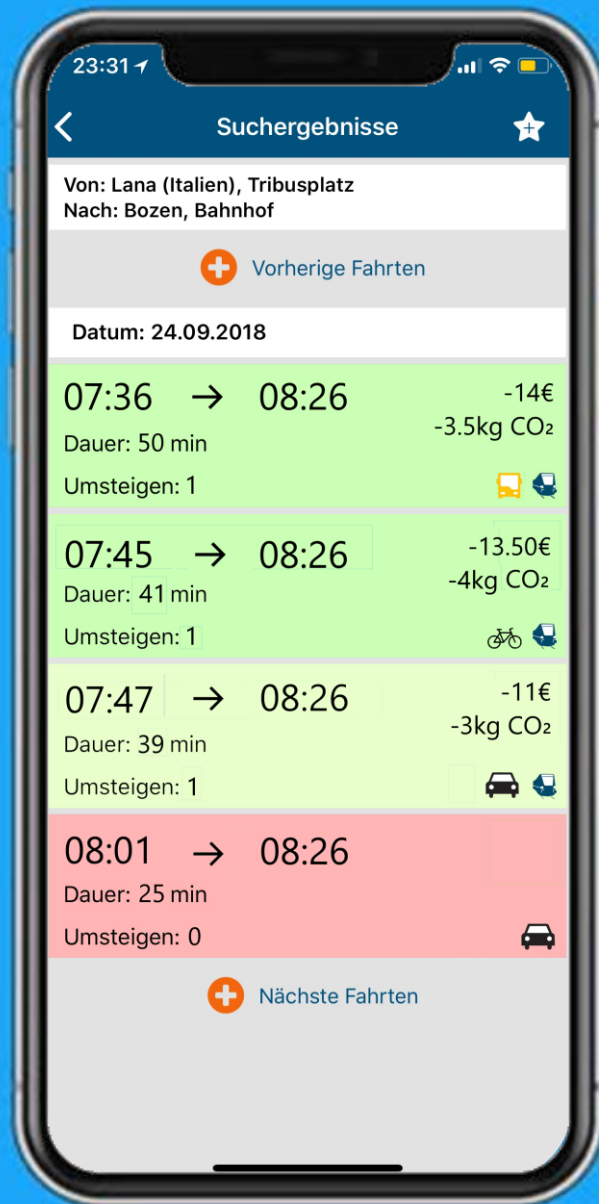 23:31
Suchergebnisse
Von: Lana (Italien), Tribusplatz
Nach: Bozen, Bahnhof
Vorherige Fahrten
Datum: 24.09.2018
07:36 → 08:26 -14€
-3.5kg CO₂
Dauer: 50 min
Umsteigen: 1
07:45 → 08:26 -13.50€
-4kg CO₂
Dauer: 41 min
Umsteigen: 1
07:47 → 08:26 -11€
-3kg CO₂
Dauer: 39 min
Umsteigen: 1
08:01 → 08:26
Dauer: 25 min
Umsteigen: 0
Nächste Fahrten